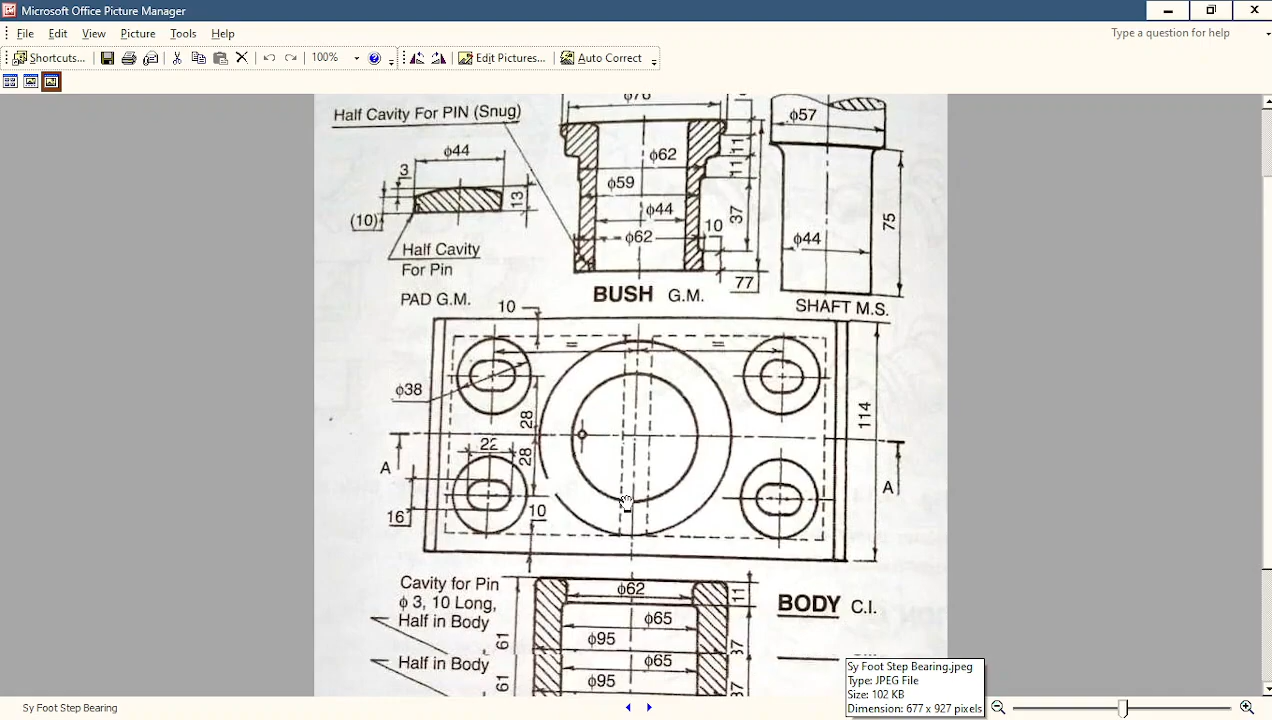 Microsoft Office Picture Manager
File Edit View Picture Tools Help
Type a question for help
Shortcuts... 100% Edit Pictures... Auto Correct
Half Cavity For PIN (Snug)
ϕ76
ϕ57
ϕ44
3
ϕ62
11
11
ϕ59
13
ϕ44
37
10
75
(10)
ϕ62
ϕ44
Half Cavity
For Pin
77
PAD G.M.
BUSH G.M.
SHAFT M.S.
10
=
=
ϕ38
28
114
22
28
A
A
16
10
Cavity for Pin
ϕ 3, 10 Long,
Half in Body
ϕ62
11
BODY C.I.
ϕ65
61
ϕ95
37
Half in Body
ϕ65
61
ϕ95
37
Sy Foot Step Bearing.jpeg
Type: JPEG File
Size: 102 KB
Dimension: 677 x 927 pixels
Sy Foot Step Bearing